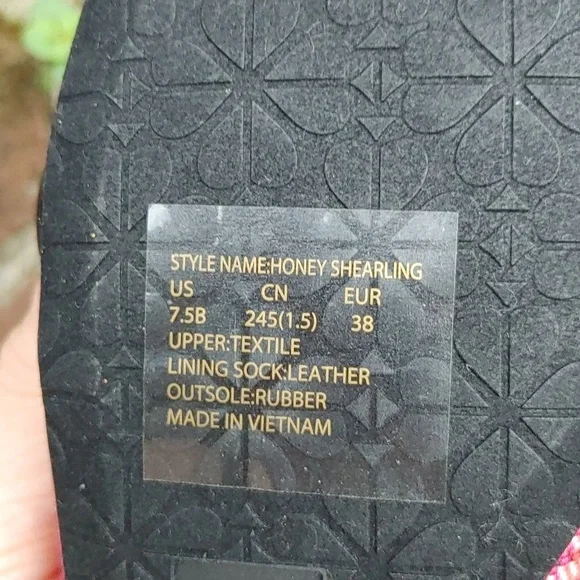 STYLE NAME:HONEY SHEARLING
US CN EUR
7.5B 245(1.5) 38
UPPER:TEXTILE
LINING SOCK:LEATHER
OUTSOLE:RUBBER
MADE IN VIETNAM